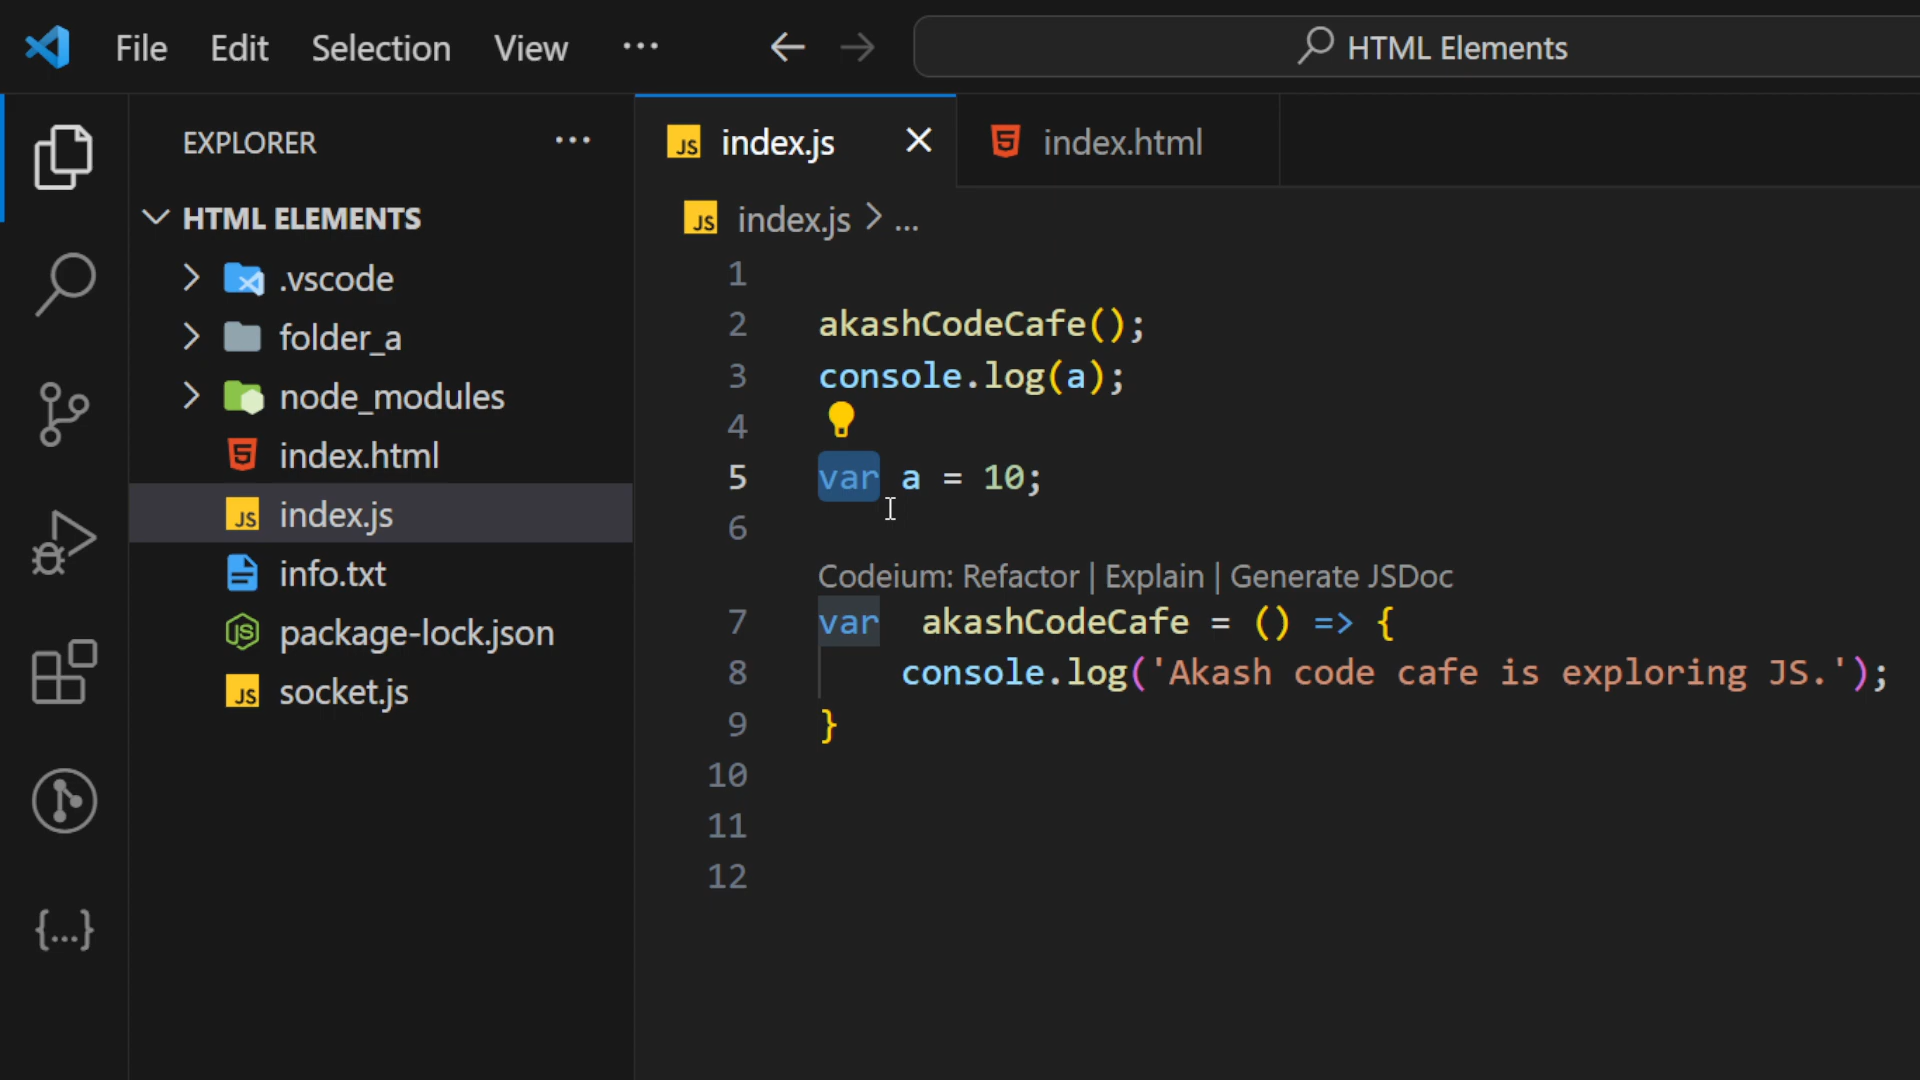 File Edit Selection View ... HTML Elements
EXPLORER ...
index.js index.html
HTML ELEMENTS
index.js > ...
.vscode
folder_a
node_modules
index.html
index.js
info.txt
package-lock.json
socket.js
1
2 akashCodeCafe();
3 console.log(a);
4
5 var a = 10;
6
Codeium: Refactor | Explain | Generate JSDoc
7 var  akashCodeCafe = () => {
8     console.log('Akash code cafe is exploring JS.');
9 }
10
11
12
{...}